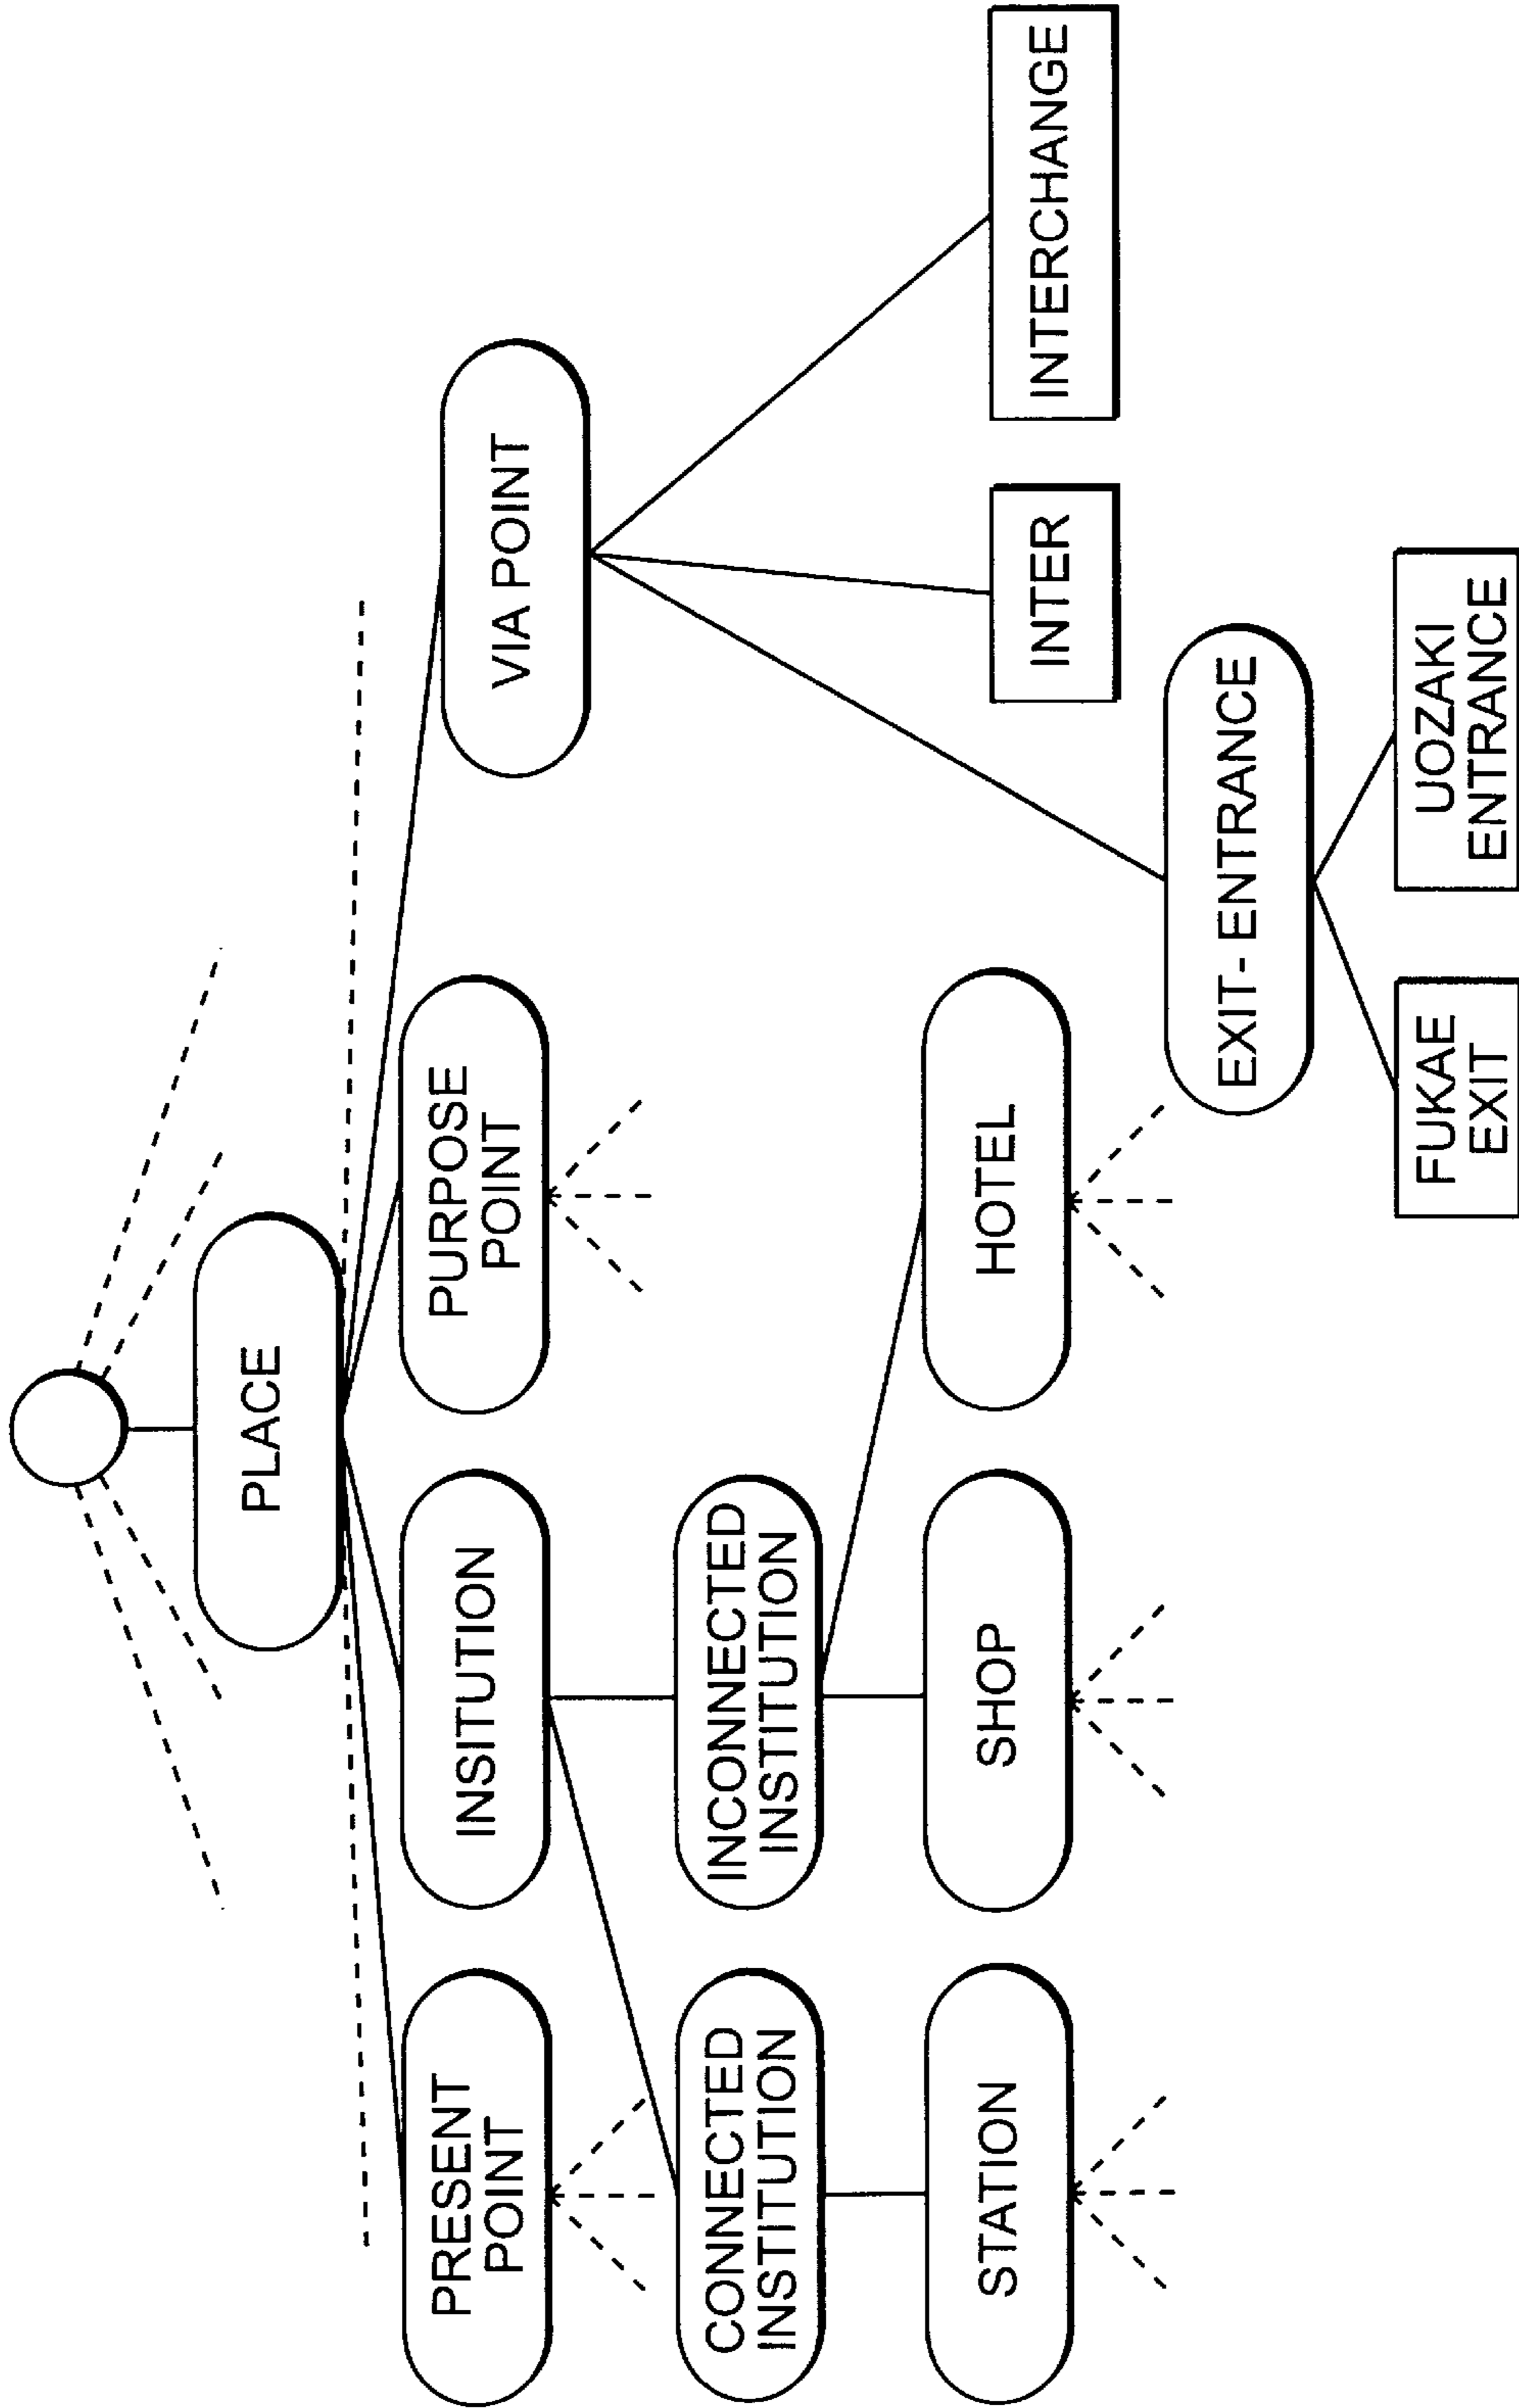 PLACE
PRESENT
POINT
INSITUTION
PURPOSE
POINT
VIA POINT
CONNECTED
INSTITUTION
INCONNECTED
INSTITUTION
STATION
SHOP
HOTEL
INTER
INTERCHANGE
EXIT- ENTRANCE
FUKAE
EXIT
UOZAKI
ENTRANCE